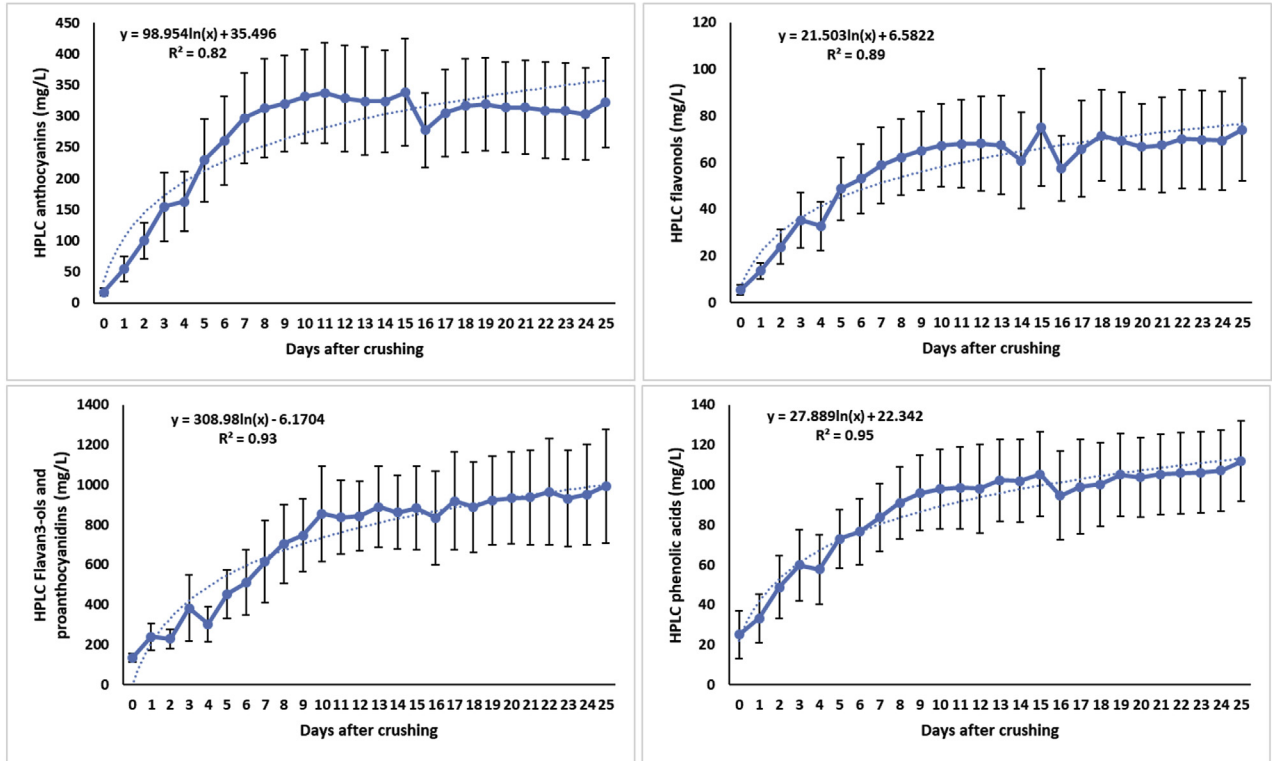 y = 98.954ln(x) + 35.496
R² = 0.82
HPLC anthocyanins (mg/L)
450
400
350
300
250
200
150
100
50
0
0 1 2 3 4 5 6 7 8 9 10 11 12 13 14 15 16 17 18 19 20 21 22 23 24 25
Days after crushing
y = 21.503ln(x) + 6.5822
R² = 0.89
HPLC flavonols (mg/L)
120
100
80
60
40
20
0
0 1 2 3 4 5 6 7 8 9 10 11 12 13 14 15 16 17 18 19 20 21 22 23 24 25
Days after crushing
y = 308.98ln(x) - 6.1704
R² = 0.93
HPLC Flavan3-ols and
proanthocyanidins (mg/L)
1400
1200
1000
800
600
400
200
0
0 1 2 3 4 5 6 7 8 9 10 11 12 13 14 15 16 17 18 19 20 21 22 23 24 25
Days after crushing
y = 27.889ln(x) + 22.342
R² = 0.95
HPLC phenolic acids (mg/L)
140
120
100
80
60
40
20
0
0 1 2 3 4 5 6 7 8 9 10 11 12 13 14 15 16 17 18 19 20 21 22 23 24 25
Days after crushing